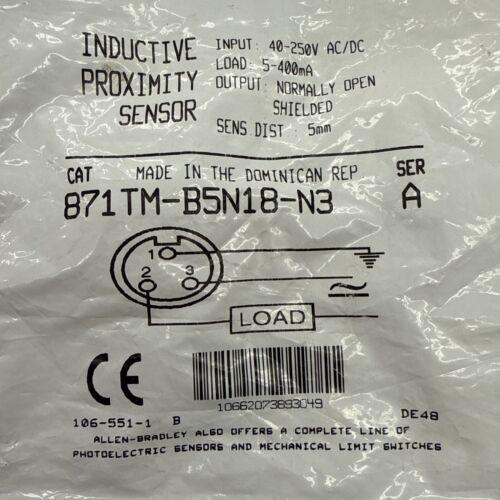 INDUCTIVE
PROXIMITY
SENSOR
INPUT: 40-250V AC/DC
LOAD: 5-400mA
OUTPUT: NORMALLY OPEN
SHIELDED
SENS DIST : 5mm
CAT MADE IN THE DOMINICAN REP SER
871TM-B5N18-N3 A
1
2 3
LOAD
CE
10662073893049
106-551-1 B DE48
ALLEN-BRADLEY ALSO OFFERS A COMPLETE LINE OF
PHOTOELECTRIC SENSORS AND MECHANICAL LIMIT SWITCHES